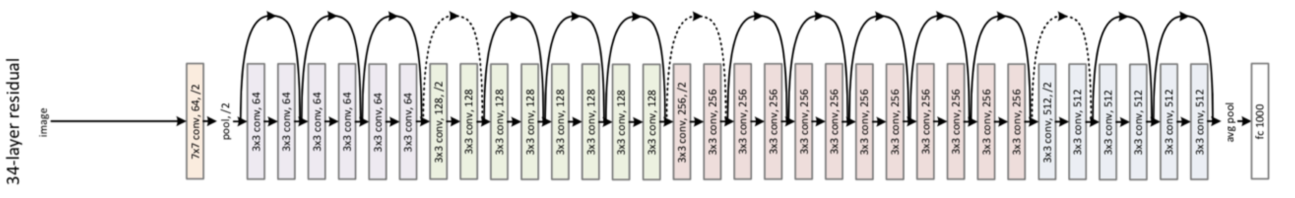 34-layer residual
image
7x7 conv, 64, /2
pool, /2
3x3 conv, 64
3x3 conv, 64
3x3 conv, 64
3x3 conv, 64
3x3 conv, 64
3x3 conv, 64
3x3 conv, 128, /2
3x3 conv, 128
3x3 conv, 128
3x3 conv, 128
3x3 conv, 128
3x3 conv, 128
3x3 conv, 128
3x3 conv, 128
3x3 conv, 256, /2
3x3 conv, 256
3x3 conv, 256
3x3 conv, 256
3x3 conv, 256
3x3 conv, 256
3x3 conv, 256
3x3 conv, 256
3x3 conv, 256
3x3 conv, 256
3x3 conv, 256
3x3 conv, 256
3x3 conv, 512, /2
3x3 conv, 512
3x3 conv, 512
3x3 conv, 512
3x3 conv, 512
3x3 conv, 512
avg pool
fc 1000